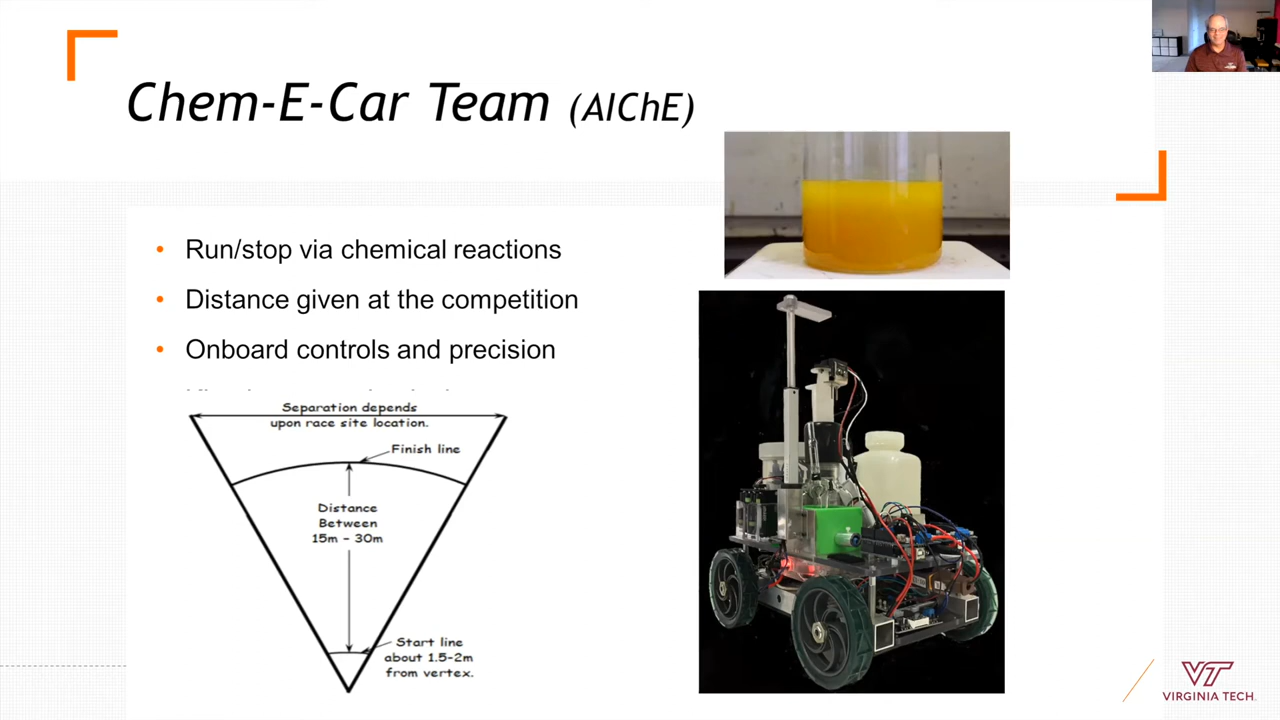 Chem-E-Car Team (AIChE)
• Run/stop via chemical reactions
• Distance given at the competition
• Onboard controls and precision
Separation depends
upon race site location.
Finish line
Distance
Between
15m - 30m
Start line
about 1.5-2m
from vertex.
VT
VIRGINIA TECH.